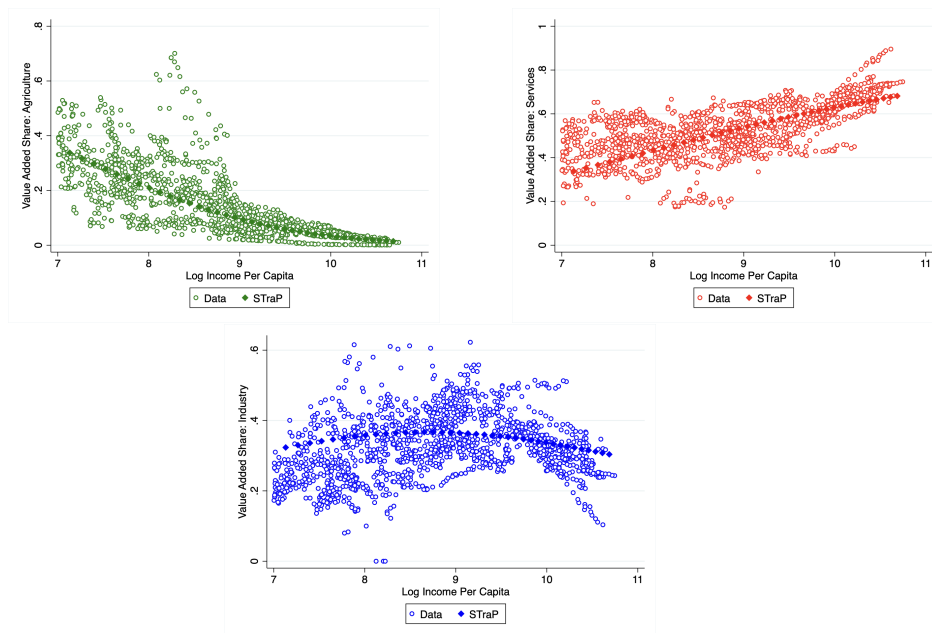 Value Added Share: Agriculture
.8
.6
.4
.2
0
7 8 9 10 11
Log Income Per Capita
Data STraP
Value Added Share: Services
1
.8
.6
.4
.2
0
7 8 9 10 11
Log Income Per Capita
Data STraP
Value Added Share: Industry
.6
.4
.2
0
7 8 9 10 11
Log Income Per Capita
Data STraP